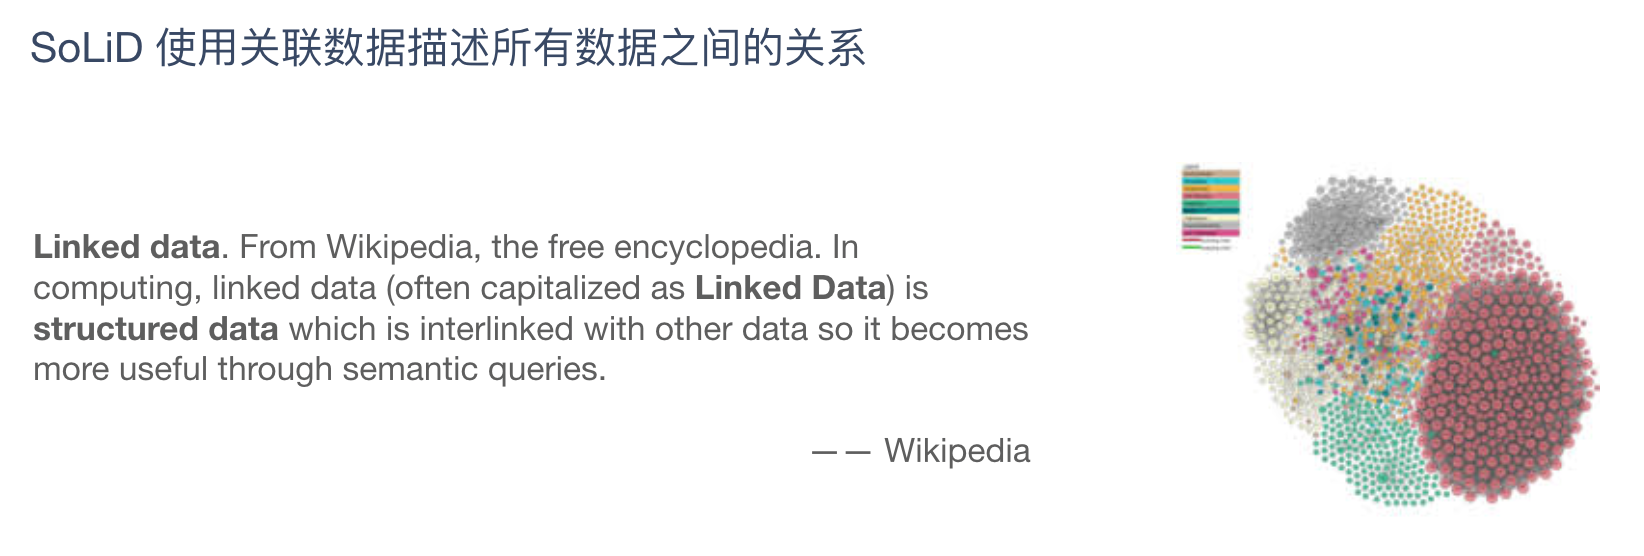 SoLiD 使用关联数据描述所有数据之间的关系
Linked data. From Wikipedia, the free encyclopedia. In
computing, linked data (often capitalized as Linked Data) is
structured data which is interlinked with other data so it becomes
more useful through semantic queries.
—— Wikipedia